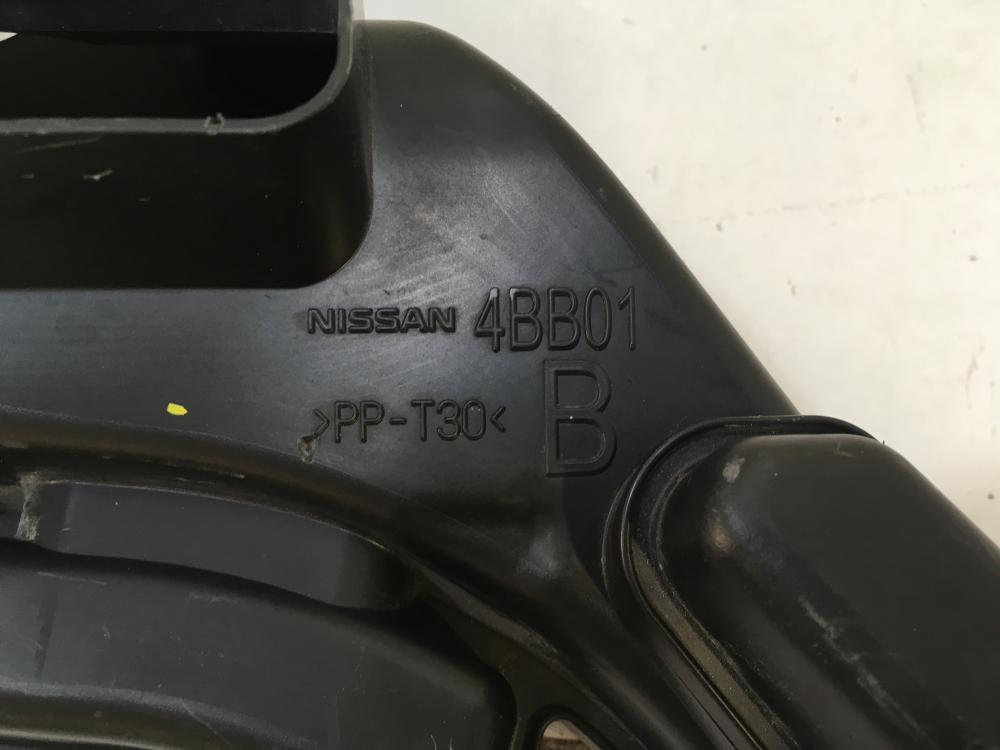 NISSAN 4BB01
>PP-T30< B